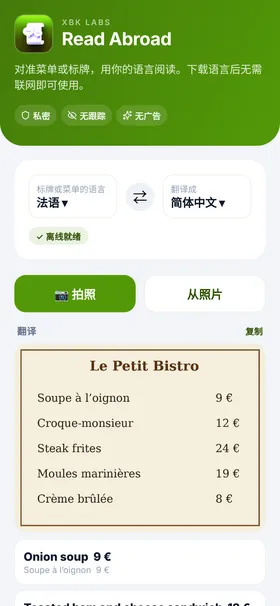 XBK LABS
Read Abroad
对准菜单或标牌，用你的语言阅读。下载语言后无需
联网即可使用。
私密
无跟踪
无广告
标牌或菜单的语言
法语 ▾
翻译成
简体中文 ▾
✓ 离线就绪
拍照
从照片
翻译
复制
Le Petit Bistro
Soupe à l’oignon 9 €
Croque-monsieur 12 €
Steak frites 24 €
Moules marinières 19 €
Crème brûlée 8 €
Onion soup 9 €
Soupe à l’oignon 9 €